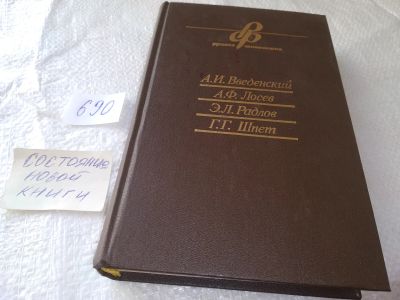 А.И. Введенский
А.Ф. Лосев
Э.Л. Радлов
Г.Г. Шпет
690
СОСТОЯНИЕ
НОВОЙ
КНИГИ